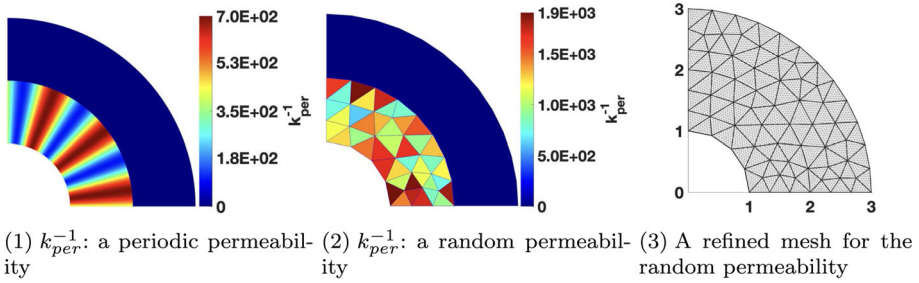 7.0E+02
5.3E+02
3.5E+02
1.8E+02
0
k⁻¹per
1.9E+03
1.5E+03
1.0E+03
5.0E+02
0
k⁻¹per
3
2
1
0
1 2 3
(1) k⁻¹per: a periodic permeabil-
ity
(2) k⁻¹per: a random permeabil-
ity
(3) A refined mesh for the
random permeability